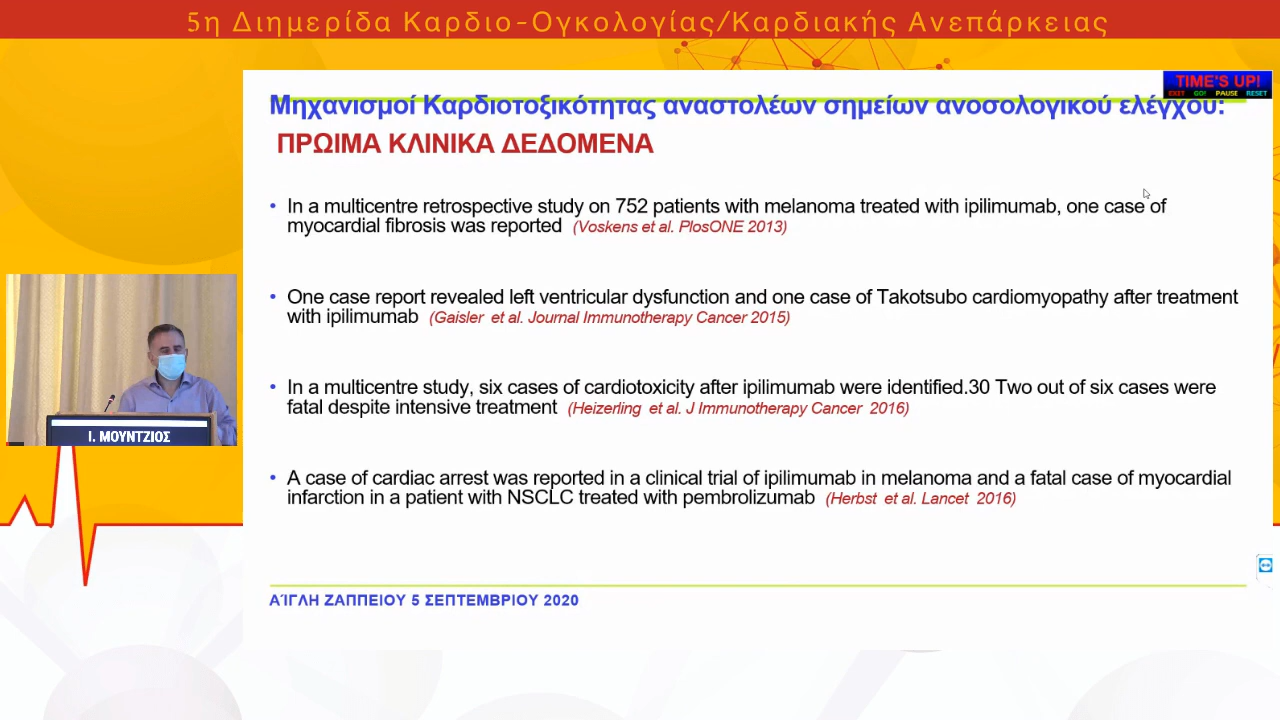 5η Διημερίδα Καρδιο-Ογκολογίας/Καρδιακής Ανεπάρκειας
TIME'S UP!
EXIT GO! PAUSE RESET
Μηχανισμοί Καρδιοτοξικότητας αναστολέων σημείων ανοσολογικού ελέγχου:
ΠΡΩΙΜΑ ΚΛΙΝΙΚΑ ΔΕΔΟΜΕΝΑ
• In a multicentre retrospective study on 752 patients with melanoma treated with ipilimumab, one case of
myocardial fibrosis was reported (Voskens et al. PlosONE 2013)
• One case report revealed left ventricular dysfunction and one case of Takotsubo cardiomyopathy after treatment
with ipilimumab (Gaisler et al. Journal Immunotherapy Cancer 2015)
• In a multicentre study, six cases of cardiotoxicity after ipilimumab were identified.30 Two out of six cases were
fatal despite intensive treatment (Heizerling et al. J Immunotherapy Cancer 2016)
• A case of cardiac arrest was reported in a clinical trial of ipilimumab in melanoma and a fatal case of myocardial
infarction in a patient with NSCLC treated with pembrolizumab (Herbst et al. Lancet 2016)
Ι. ΜΟΥΝΤΖΙΟΣ
ΑΊΓΛΗ ΖΑΠΠΕΙΟΥ 5 ΣΕΠΤΕΜΒΡΙΟΥ 2020